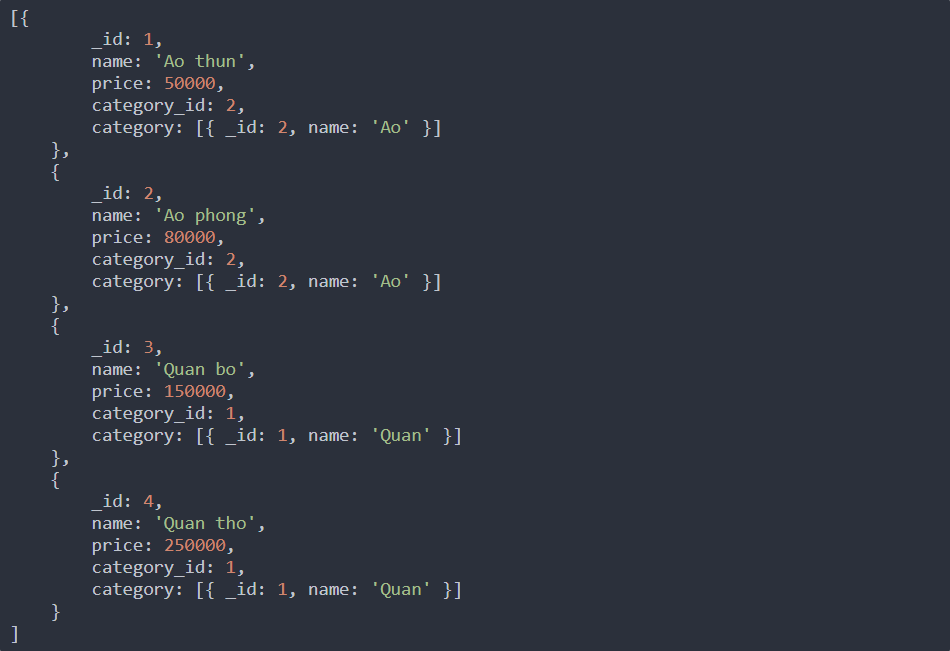 [{
        _id: 1,
        name: 'Ao thun',
        price: 50000,
        category_id: 2,
        category: [{ _id: 2, name: 'Ao' }]
    },
    {
        _id: 2,
        name: 'Ao phong',
        price: 80000,
        category_id: 2,
        category: [{ _id: 2, name: 'Ao' }]
    },
    {
        _id: 3,
        name: 'Quan bo',
        price: 150000,
        category_id: 1,
        category: [{ _id: 1, name: 'Quan' }]
    },
    {
        _id: 4,
        name: 'Quan tho',
        price: 250000,
        category_id: 1,
        category: [{ _id: 1, name: 'Quan' }]
    }
]